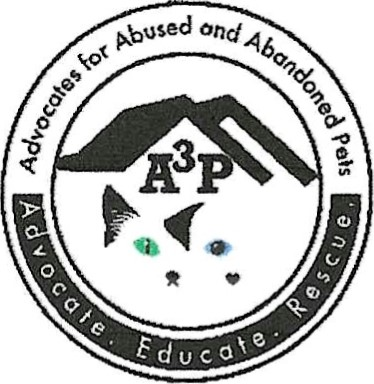 Advocates for Abused and Abandoned Pets
A³P
Advocate. Educate. Rescue.